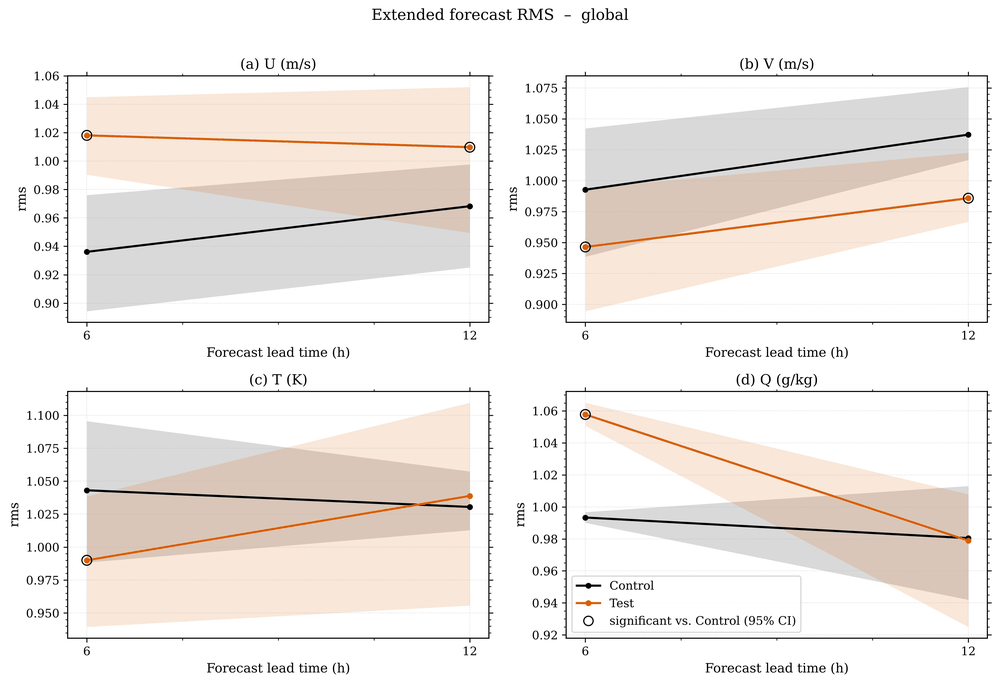 Extended forecast RMS – global
(a) U (m/s)
1.06
1.04
1.02
1.00
0.98
0.96
0.94
0.92
0.90
rms
6
12
Forecast lead time (h)
(b) V (m/s)
1.075
1.050
1.025
1.000
0.975
0.950
0.925
0.900
rms
6
12
Forecast lead time (h)
(c) T (K)
1.100
1.075
1.050
1.025
1.000
0.975
0.950
rms
6
12
Forecast lead time (h)
(d) Q (g/kg)
1.06
1.04
1.02
1.00
0.98
0.96
0.94
0.92
rms
Control
Test
significant vs. Control (95% CI)
6
12
Forecast lead time (h)